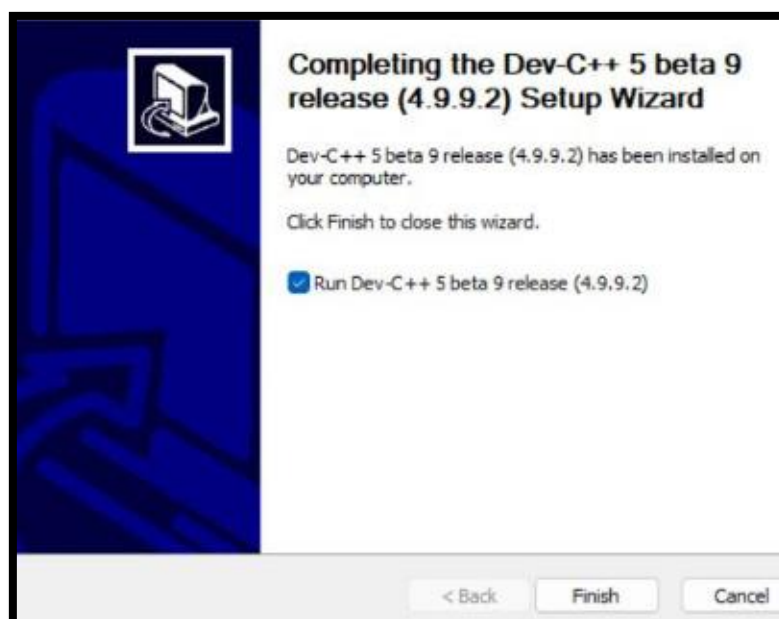 Completing the Dev-C++ 5 beta 9
release (4.9.9.2) Setup Wizard
Dev-C++ 5 beta 9 release (4.9.9.2) has been installed on
your computer.
Click Finish to close this wizard.
Run Dev-C++ 5 beta 9 release (4.9.9.2)
< Back Finish Cancel